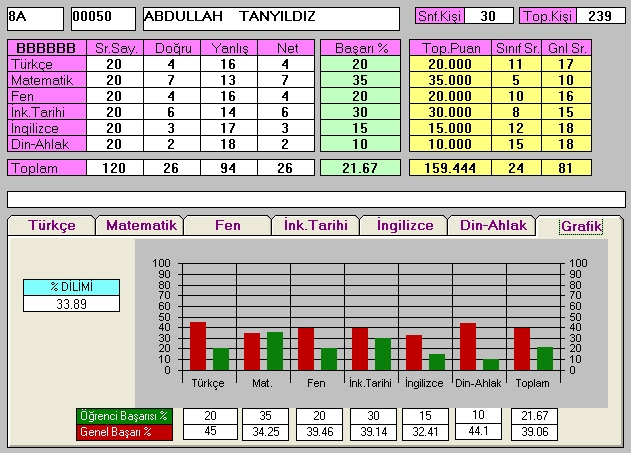 8A 00050 ABDULLAH TANYILDIZ Snf.Kişi 30 Top.Kişi 239
BBBBBB Sr.Say. Doğru Yanlış Net Başarı % Top.Puan Sınıf Sr. Gnl Sr.
Türkçe 20 4 16 4 20 20.000 11 17
Matematik 20 7 13 7 35 35.000 5 10
Fen 20 4 16 4 20 20.000 10 16
İnk.Tarihi 20 6 14 6 30 30.000 8 15
İngilizce 20 3 17 3 15 15.000 12 18
Din-Ahlak 20 2 18 2 10 10.000 15 18
Toplam 120 26 94 26 21.67 159.444 24 81
Türkçe Matematik Fen İnk.Tarihi İngilizce Din-Ahlak Grafik
% DİLİMİ
33.89
100 100
90 90
80 80
70 70
60 60
50 50
40 40
30 30
20 20
10 10
0 0
Türkçe Mat. Fen İnk.Tarihi İngilizce Din-Ahlak Toplam
Öğrenci Başarısı % 20 35 20 30 15 10 21.67
Genel Başarı % 45 34.25 39.46 39.14 32.41 44.1 39.06